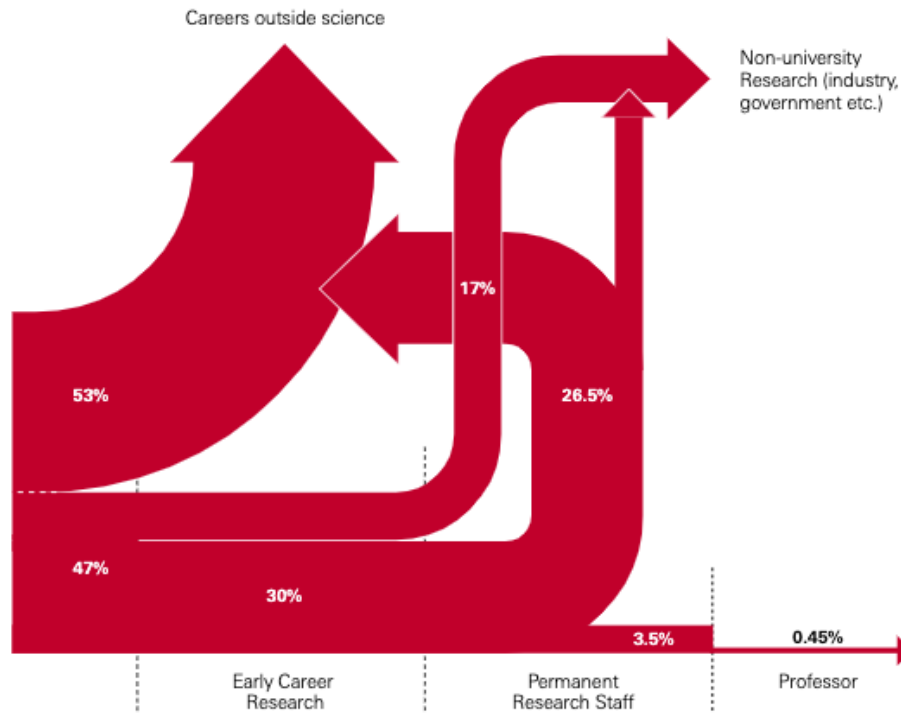 Careers outside science
Non-university
Research (industry,
government etc.)
17%
53%
26.5%
47%
30%
3.5%
0.45%
Early Career
Research
Permanent
Research Staff
Professor